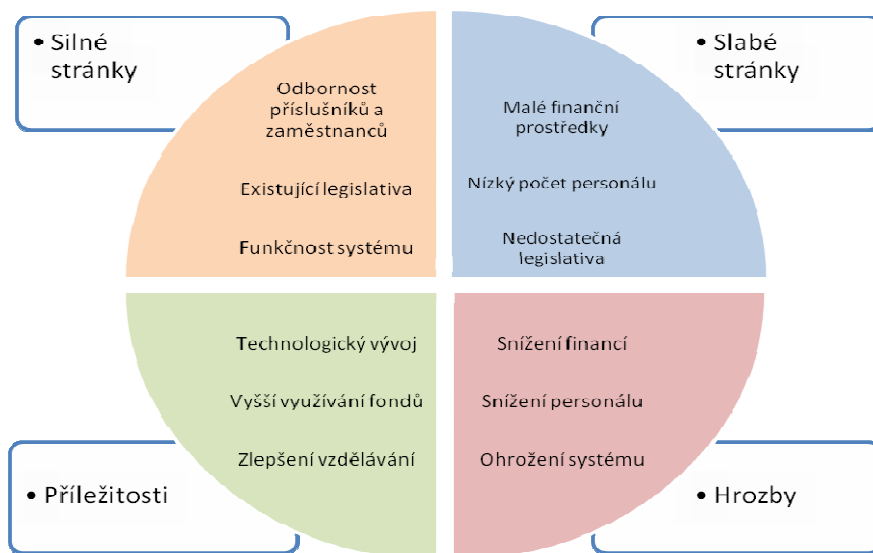 • Silné
stránky
Odbornost
příslušníků a
zaměstnanců
Existující legislativa
Funkčnost systému
• Slabé
stránky
Malé finanční
prostředky
Nízký počet personálu
Nedostatečná
legislativa
Technologický vývoj
Vyšší využívání fondů
Zlepšení vzdělávání
• Příležitosti
Snížení financí
Snížení personálu
Ohrožení systému
• Hrozby